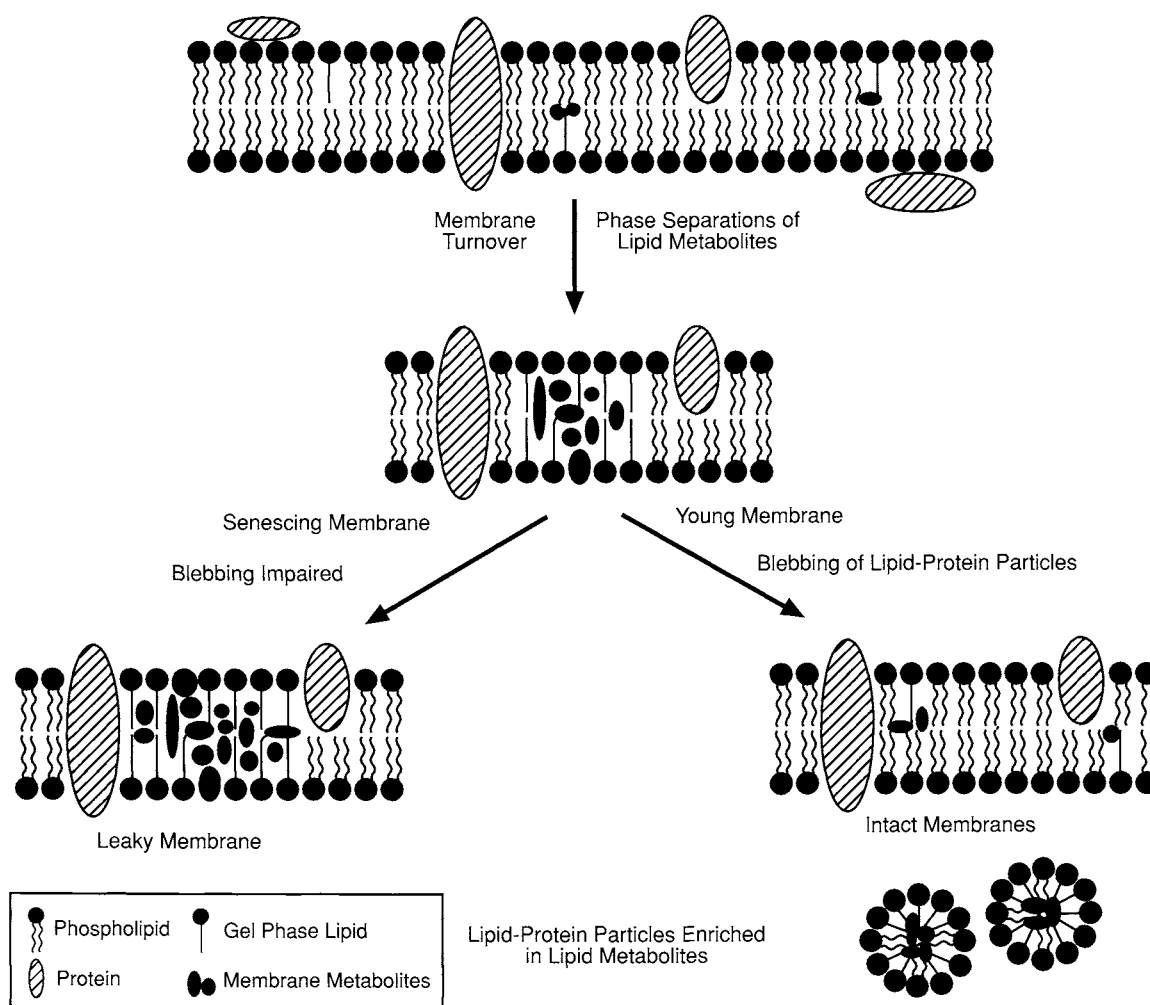 Membrane
Turnover
Phase Separations of
Lipid Metabolites
Senescing Membrane
Young Membrane
Blebbing Impaired
Blebbing of Lipid-Protein Particles
Leaky Membrane
Intact Membranes
Phospholipid
Gel Phase Lipid
Protein
Membrane Metabolites
Lipid-Protein Particles Enriched
in Lipid Metabolites